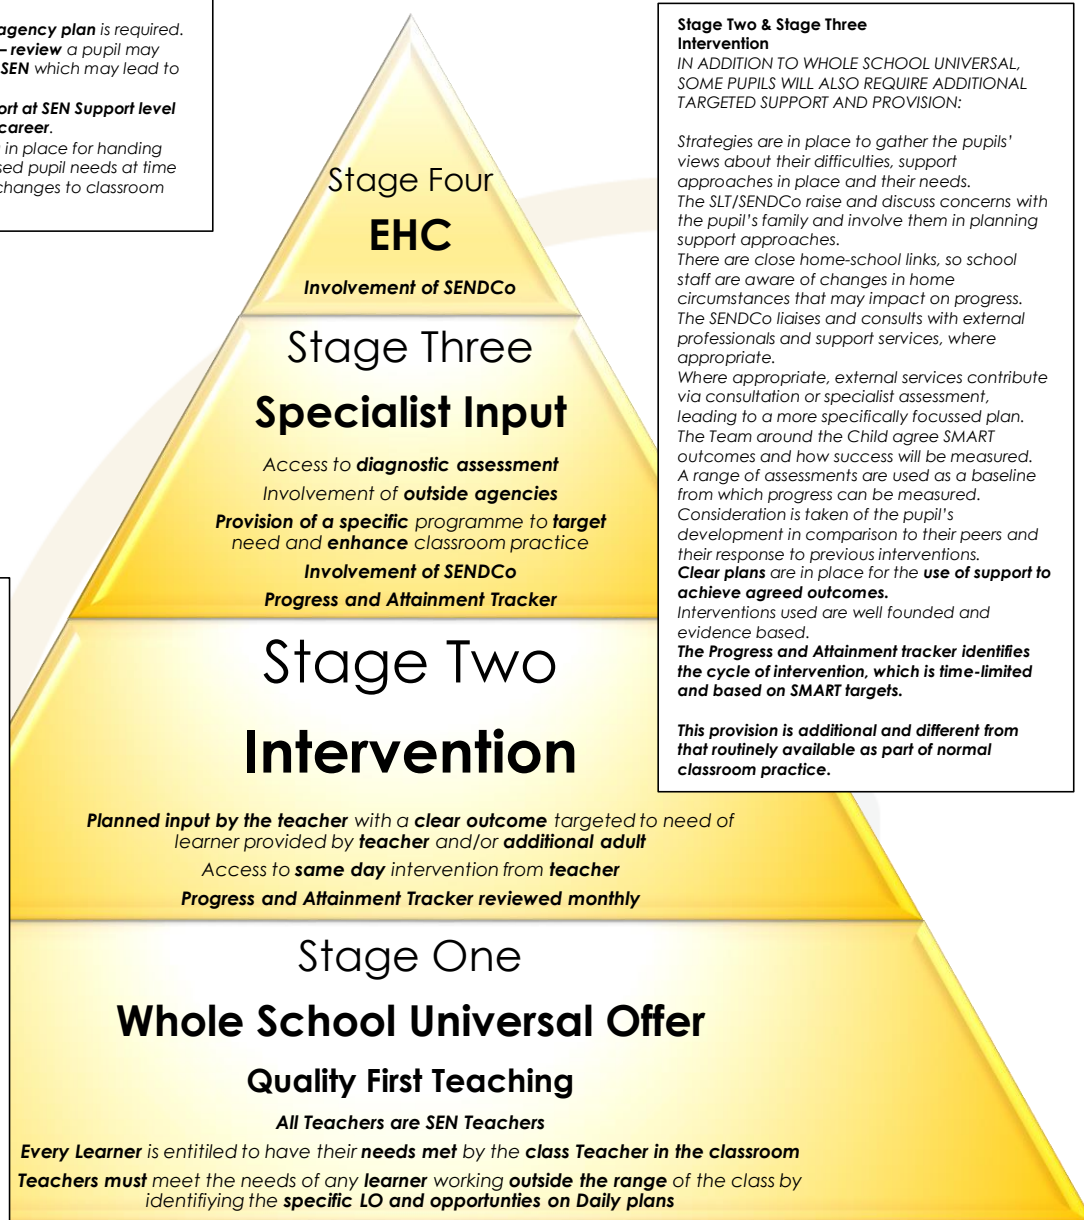 agency plan is required.
– review a pupil may
SEN which may lead to
ort at SEN Support level
career.
in place for handing
sed pupil needs at time
changes to classroom
Stage Two & Stage Three
Intervention
IN ADDITION TO WHOLE SCHOOL UNIVERSAL,
SOME PUPILS WILL ALSO REQUIRE ADDITIONAL
TARGETED SUPPORT AND PROVISION:
Strategies are in place to gather the pupils'
views about their difficulties, support
approaches in place and their needs.
The SLT/SENDCo raise and discuss concerns with
the pupil's family and involve them in planning
support approaches.
There are close home-school links, so school
staff are aware of changes in home
circumstances that may impact on progress.
The SENDCo liaises and consults with external
professionals and support services, where
appropriate.
Where appropriate, external services contribute
via consultation or specialist assessment,
leading to a more specifically focussed plan.
The Team around the Child agree SMART
outcomes and how success will be measured.
A range of assessments are used as a baseline
from which progress can be measured.
Consideration is taken of the pupil's
development in comparison to their peers and
their response to previous interventions.
Clear plans are in place for the use of support to
achieve agreed outcomes.
Interventions used are well founded and
evidence based.
The Progress and Attainment tracker identifies
the cycle of intervention, which is time-limited
and based on SMART targets.
This provision is additional and different from
that routinely available as part of normal
classroom practice.
Stage Four
EHC
Involvement of SENDCo
Stage Three
Specialist Input
Access to diagnostic assessment
Involvement of outside agencies
Provision of a specific programme to target
need and enhance classroom practice
Involvement of SENDCo
Progress and Attainment Tracker
Stage Two
Intervention
Planned input by the teacher with a clear outcome targeted to need of
learner provided by teacher and/or additional adult
Access to same day intervention from teacher
Progress and Attainment Tracker reviewed monthly
Stage One
Whole School Universal Offer
Quality First Teaching
All Teachers are SEN Teachers
Every Learner is entitiled to have their needs met by the class Teacher in the classroom
Teachers must meet the needs of any learner working outside the range of the class by
identifiying the specific LO and opportunties on Daily plans